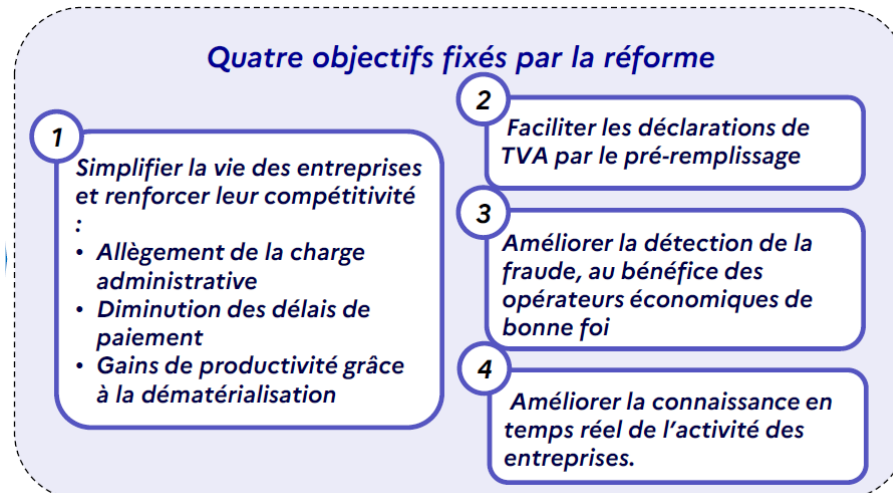 Quatre objectifs fixés par la réforme
1
Simplifier la vie des entreprises
et renforcer leur compétitivité
:
• Allègement de la charge
administrative
• Diminution des délais de
paiement
• Gains de productivité grâce
à la dématérialisation
2
Faciliter les déclarations de
TVA par le pré-remplissage
3
Améliorer la détection de la
fraude, au bénéfice des
opérateurs économiques de
bonne foi
4
Améliorer la connaissance en
temps réel de l’activité des
entreprises.